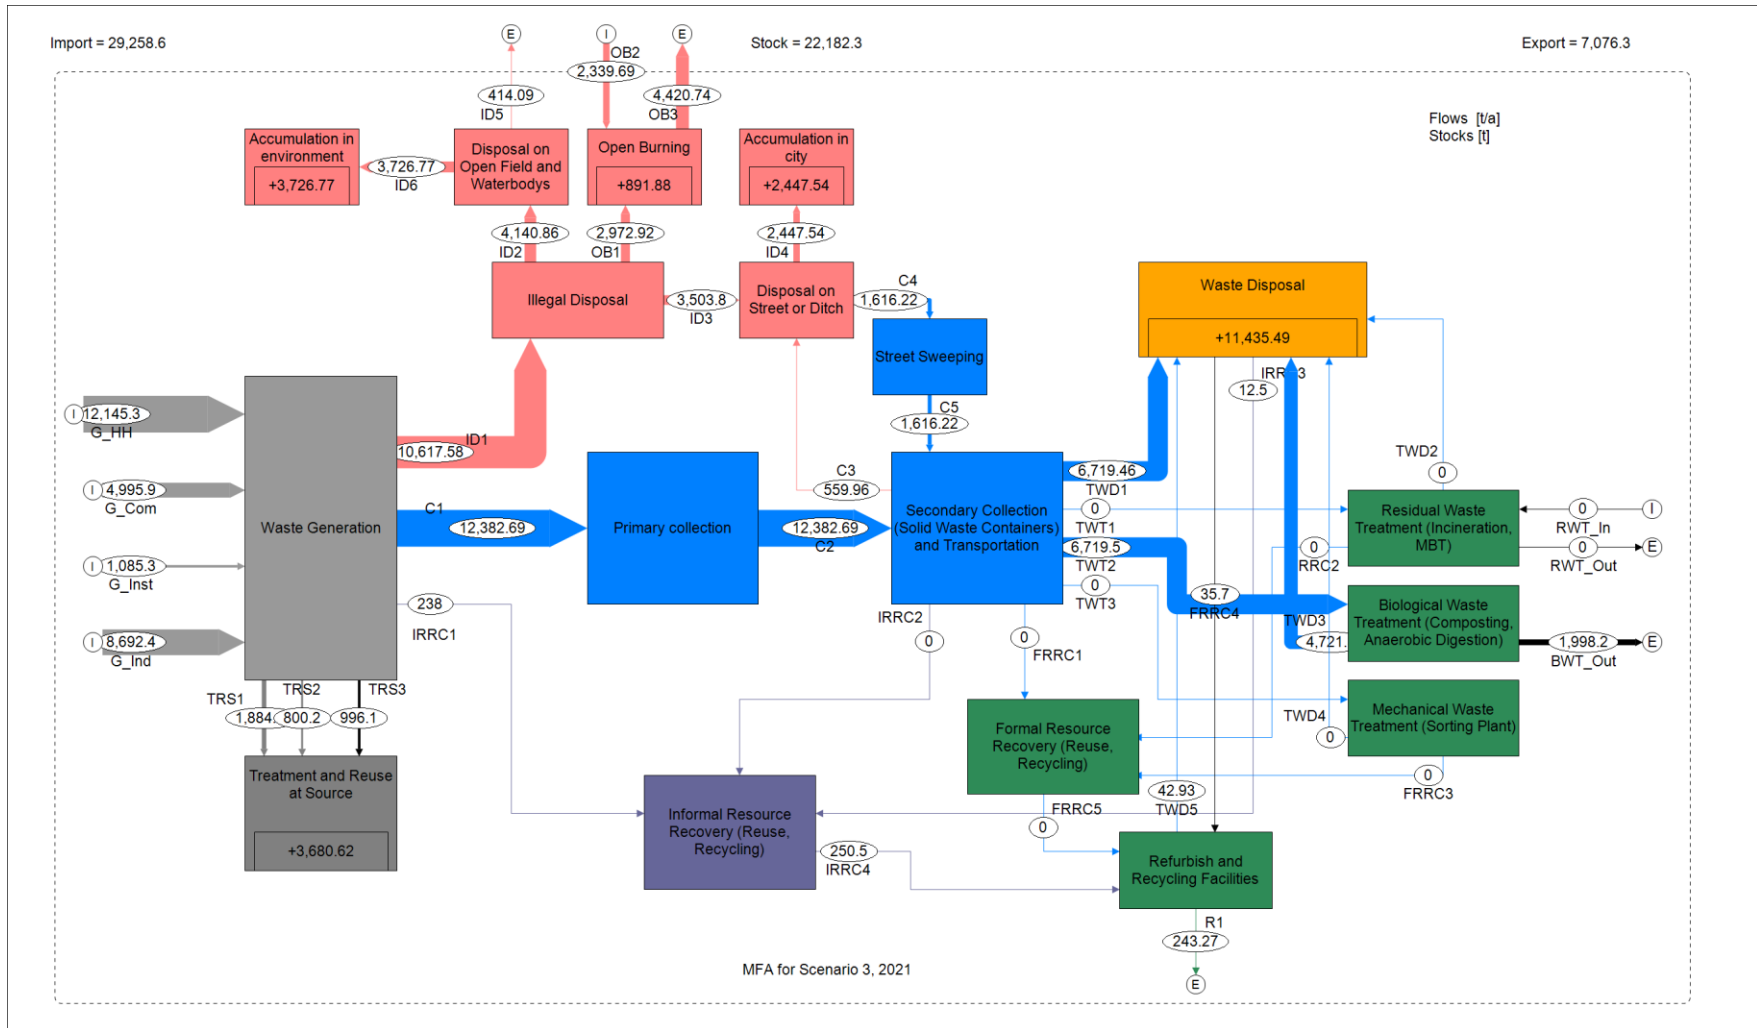 Import = 29,258.6
Stock = 22,182.3
Export = 7,076.3
Flows [t/a]
Stocks [t]
E
I
E
OB2
2,339.69
414.09
ID5
4,420.74
OB3
Accumulation in
environment
+3,726.77
3,726.77
ID6
Disposal on
Open Field and
Waterbodys
Open Burning
+891.88
Accumulation in
city
+2,447.54
4,140.86
ID2
2,972.92
OB1
2,447.54
ID4
Illegal Disposal
3,503.8
ID3
Disposal on
Street or Ditch
C4
1,616.22
Street Sweeping
C5
1,616.22
Waste Disposal
+11,435.49
IRRC3
12.5
I
12,145.3
G_HH
I
4,995.9
G_Com
I
1,085.3
G_Inst
I
8,692.4
G_Ind
Waste Generation
ID1
10,617.58
C1
12,382.69
Primary collection
12,382.69
C2
C3
559.96
Secondary Collection
(Solid Waste Containers)
and Transportation
6,719.46
TWD1
0
TWT1
6,719.5
TWT2
0
TWT3
TWD2
0
Residual Waste
Treatment (Incineration,
MBT)
0
RWT_In
I
0
RWT_Out
E
0
RRC2
35.7
FRRC4
Biological Waste
Treatment (Composting,
Anaerobic Digestion)
TWD3
4,721.
1,998.2
BWT_Out
E
238
IRRC1
IRRC2
0
0
FRRC1
Mechanical Waste
Treatment (Sorting Plant)
TWD4
0
0
FRRC3
TRS1
TRS2
TRS3
1,884.
800.2
996.1
Treatment and Reuse
at Source
+3,680.62
Formal Resource
Recovery (Reuse,
Recycling)
FRRC5
0
42.93
TWD5
Informal Resource
Recovery (Reuse,
Recycling)
250.5
IRRC4
Refurbish and
Recycling Facilities
R1
243.27
E
MFA for Scenario 3, 2021